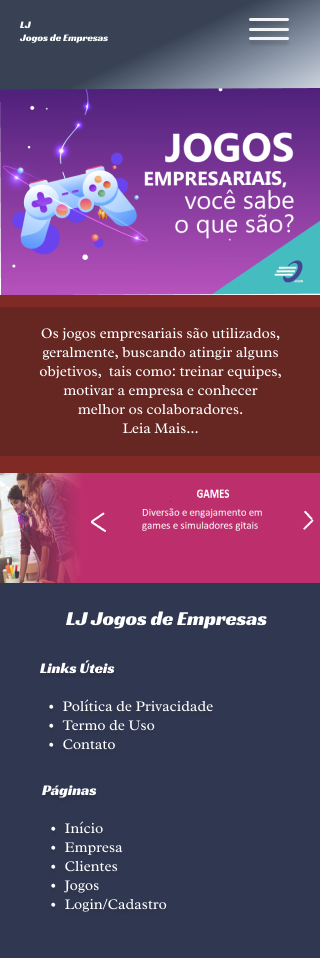 LJ
Jogos de Empresas
JOGOS
EMPRESARIAIS,
você sabe
o que são?
Os jogos empresariais são utilizados,
geralmente, buscando atingir alguns
objetivos, tais como: treinar equipes,
motivar a empresa e conhecer
melhor os colaboradores.
Leia Mais...
GAMES
Diversão e engajamento em
games e simuladores gitais
LJ Jogos de Empresas
Links Úteis
• Política de Privacidade
• Termo de Uso
• Contato
Páginas
• Início
• Empresa
• Clientes
• Jogos
• Login/Cadastro